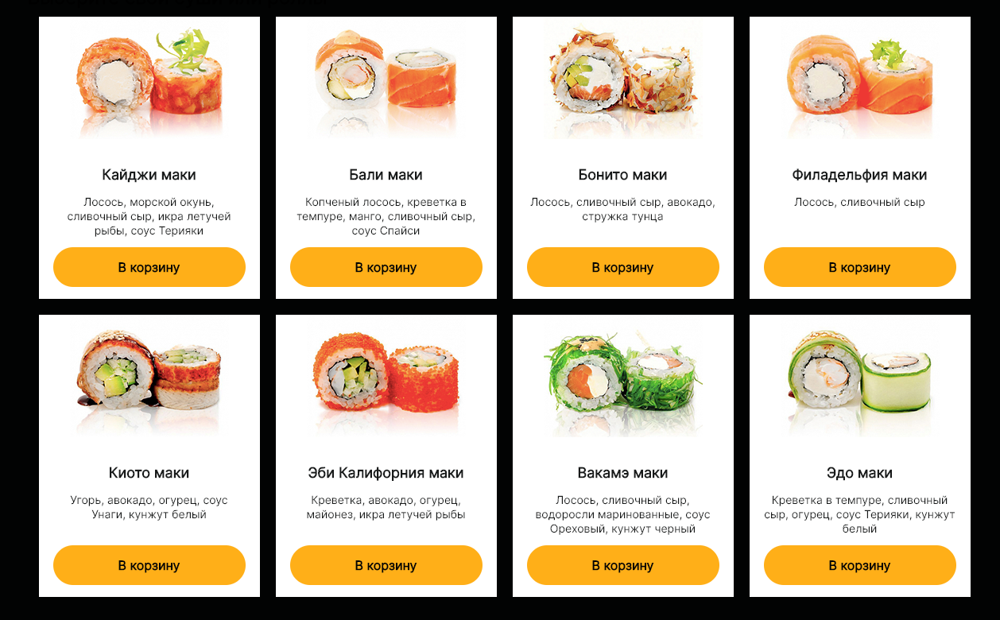 Кайджи маки
Лосось, морской окунь,
сливочный сыр, икра летучей
рыбы, соус Терияки
В корзину
Бали маки
Копченый лосось, креветка в
темпуре, манго, сливочный сыр,
соус Спайси
В корзину
Бонито маки
Лосось, сливочный сыр, авокадо,
стружка тунца
В корзину
Филадельфия маки
Лосось, сливочный сыр
В корзину
Киото маки
Угорь, авокадо, огурец, соус
Унаги, кунжут белый
В корзину
Эби Калифорния маки
Креветка, авокадо, огурец,
майонез, икра летучей рыбы
В корзину
Вакамэ маки
Лосось, сливочный сыр,
водоросли маринованные, соус
Ореховый, кунжут черный
В корзину
Эдо маки
Креветка в темпуре, сливочный
сыр, огурец, соус Терияки, кунжут
белый
В корзину